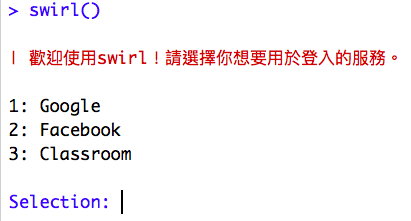 > swirl()
| 歡迎使用swirl！請選擇你想要用於登入的服務。
1: Google
2: Facebook
3: Classroom
Selection: